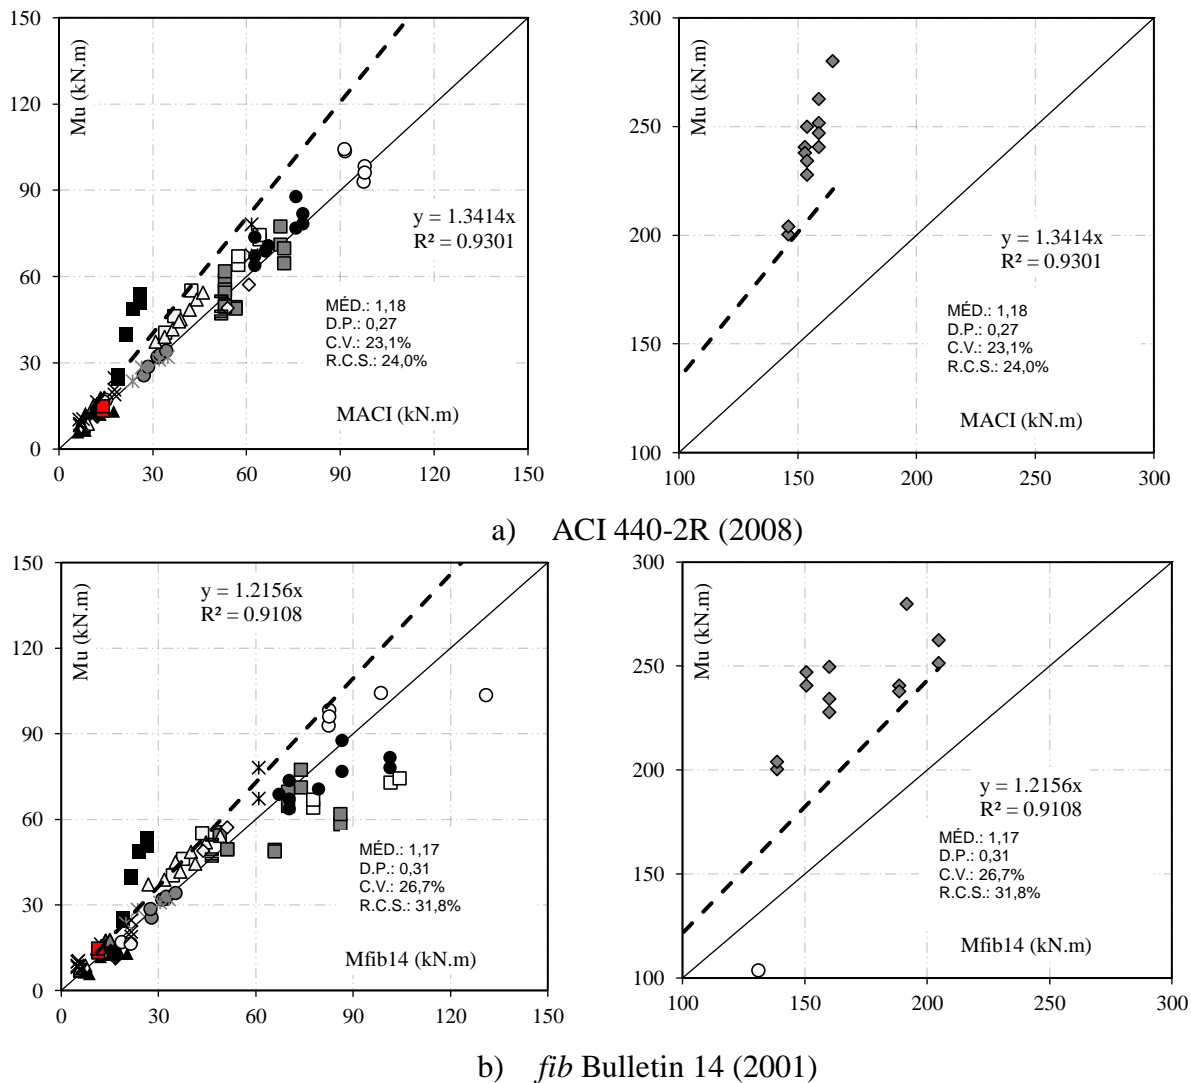 150
120
90
60
30
0
Mu (kN.m)
y = 1.3414x
R² = 0.9301
MÉD.: 1,18
D.P.: 0,27
C.V.: 23,1%
R.C.S.: 24,0%
MACI (kN.m)
0 30 60 90 120 150
300
250
200
150
100
Mu (kN.m)
y = 1.3414x
R² = 0.9301
MÉD.: 1,18
D.P.: 0,27
C.V.: 23,1%
R.C.S.: 24,0%
MACI (kN.m)
100 150 200 250 300
a) ACI 440-2R (2008)
150
120
90
60
30
0
Mu (kN.m)
y = 1.2156x
R² = 0.9108
MÉD.: 1,17
D.P.: 0,31
C.V.: 26,7%
R.C.S.: 31,8%
Mfib14 (kN.m)
0 30 60 90 120 150
300
250
200
150
100
Mu (kN.m)
y = 1.2156x
R² = 0.9108
MÉD.: 1,17
D.P.: 0,31
C.V.: 26,7%
R.C.S.: 31,8%
Mfib14 (kN.m)
100 150 200 250 300
b) fib Bulletin 14 (2001)